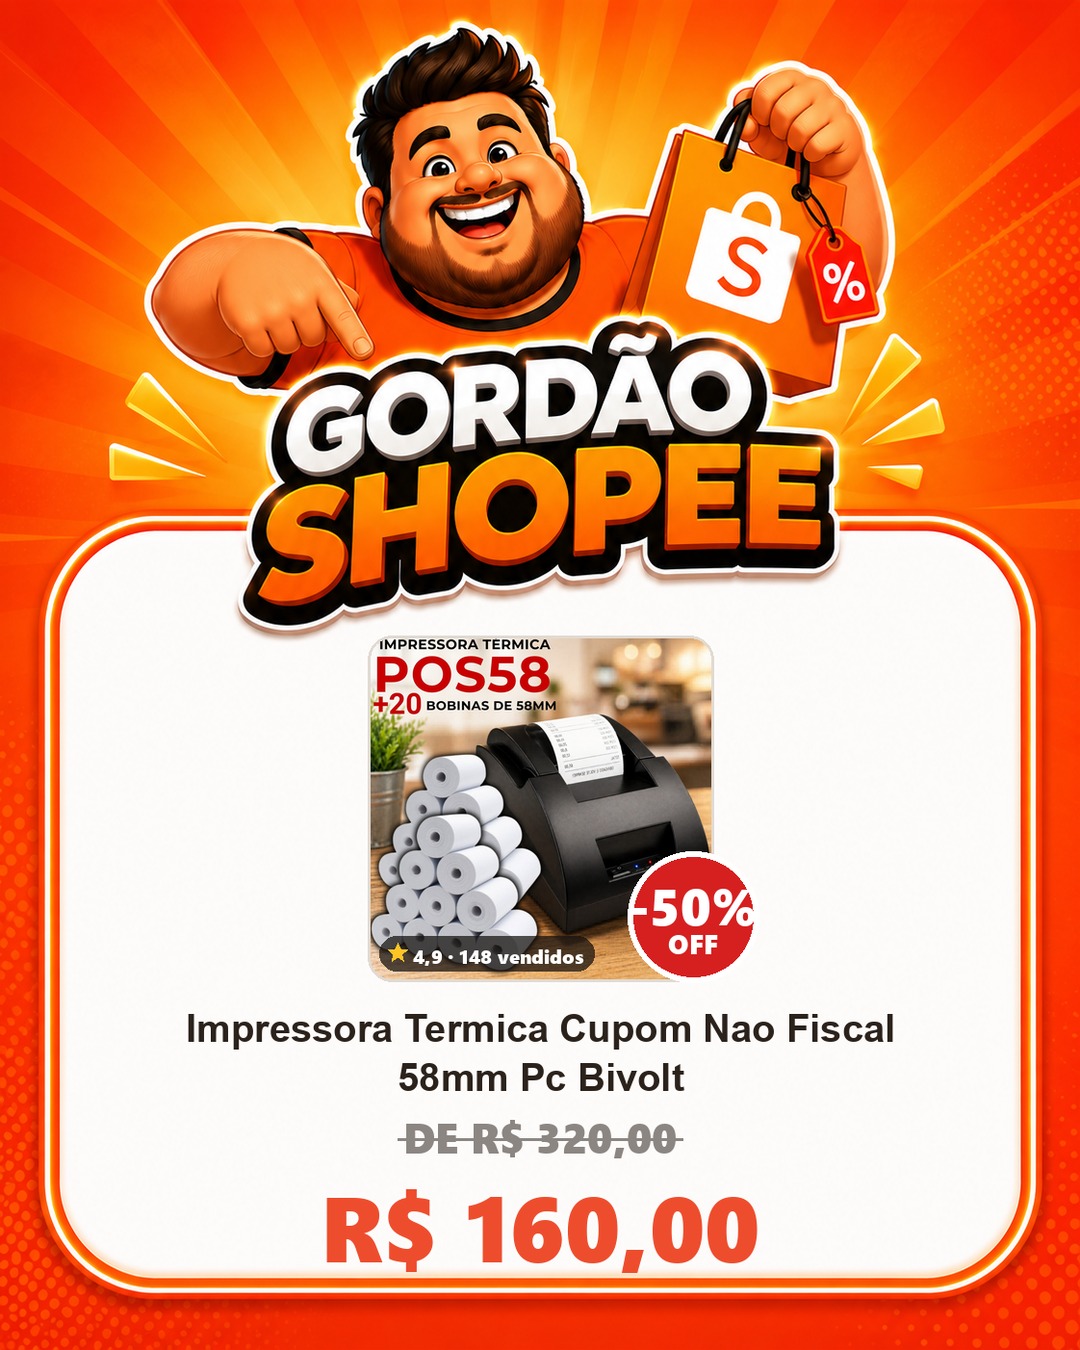 S
%
GORDÃO
SHOPEE
IMPRESSORA TERMICA
POS58
+20 BOBINAS DE 58MM
4,9 · 148 vendidos
-50%
OFF
Impressora Termica Cupom Nao Fiscal
58mm Pc Bivolt
DE R$ 320,00
R$ 160,00